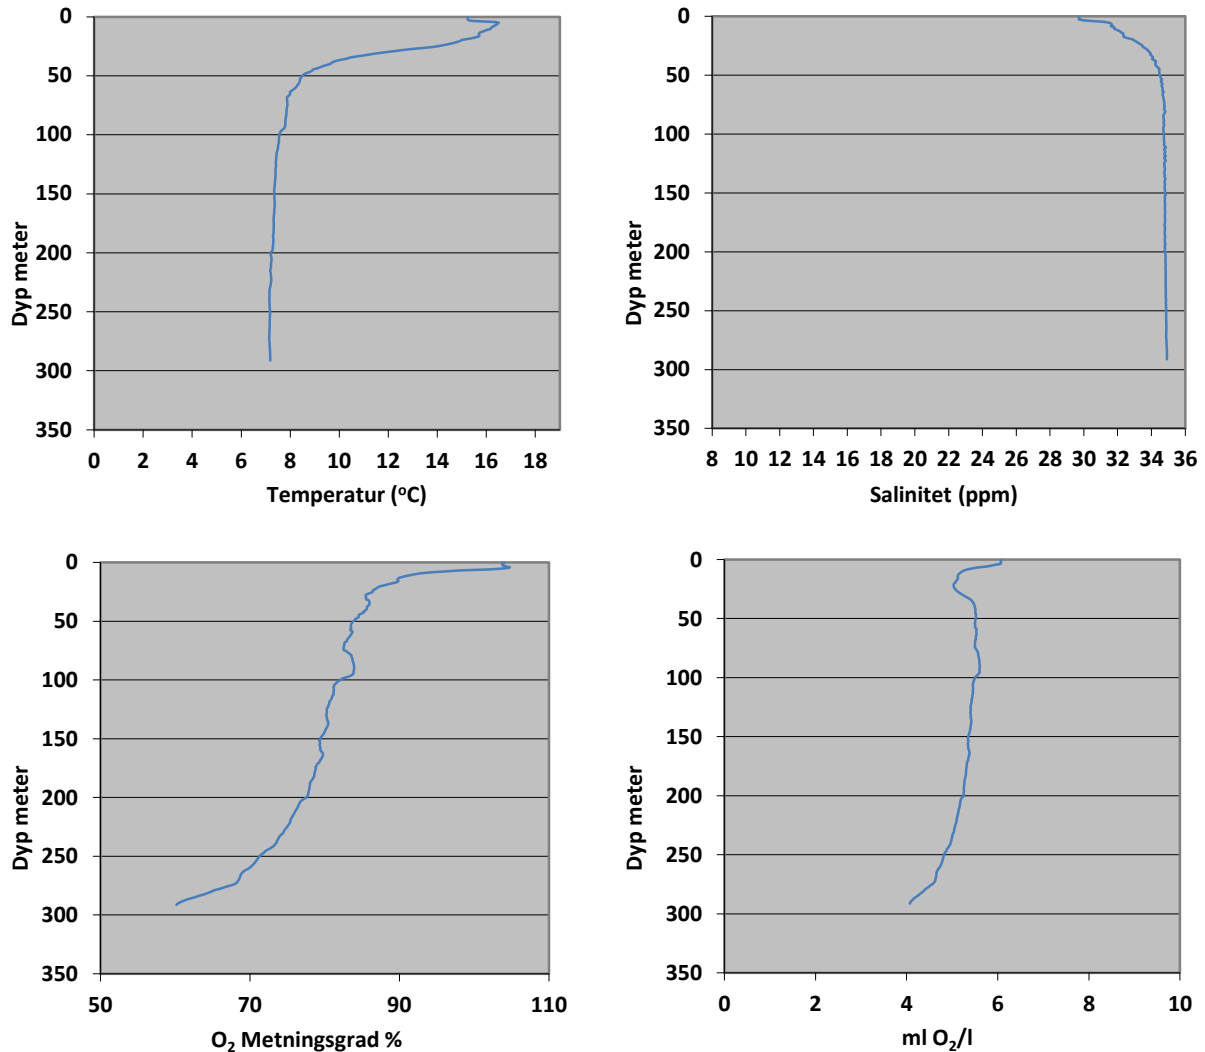 0
50
100
150
200
250
300
350
Dyp meter
0 2 4 6 8 10 12 14 16 18
Temperatur (°C)
0
50
100
150
200
250
300
350
Dyp meter
8 10 12 14 16 18 20 22 24 26 28 30 32 34 36
Salinitet (ppm)
0
50
100
150
200
250
300
350
Dyp meter
50 70 90 110
O₂ Metningsgrad %
0
50
100
150
200
250
300
350
Dyp meter
0 2 4 6 8 10
ml O₂/l